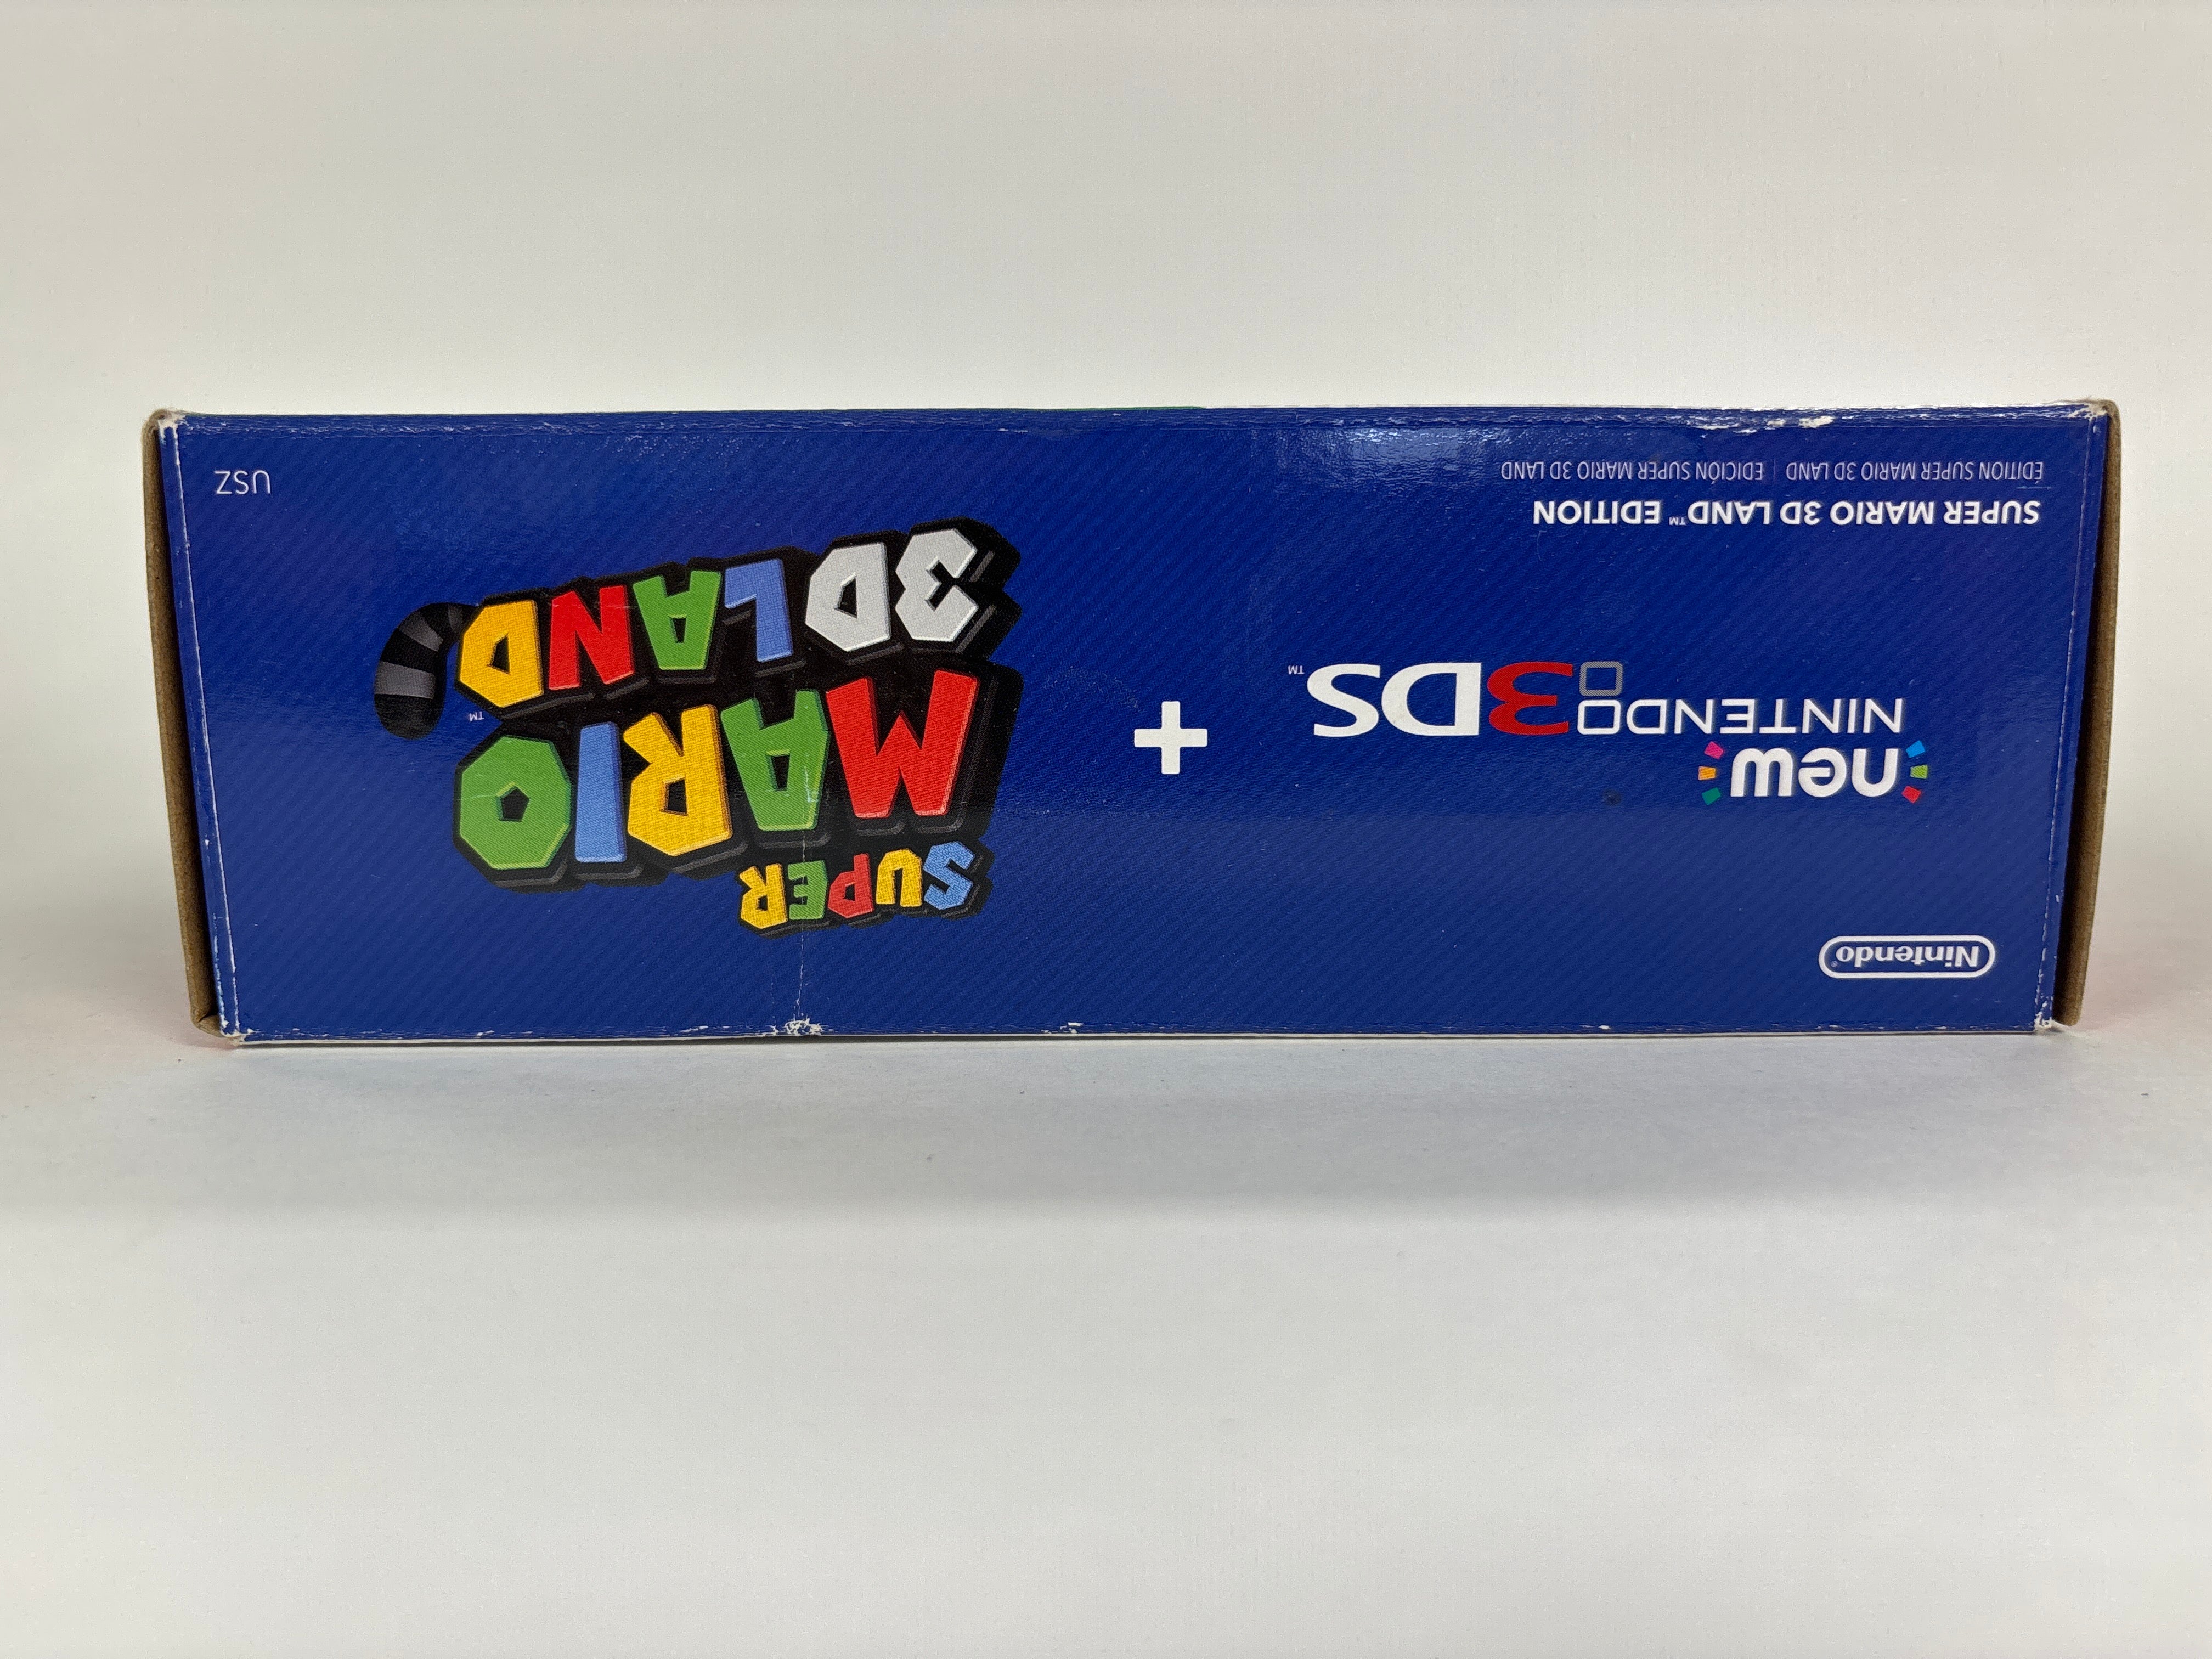 Nintendo®
new
NINTENDO 3DS™
+
SUPER
MARIO™
3D LAND
SUPER MARIO 3D LAND™ EDITION
ÉDITION SUPER MARIO 3D LAND | EDICIÓN SUPER MARIO 3D LAND
USZ